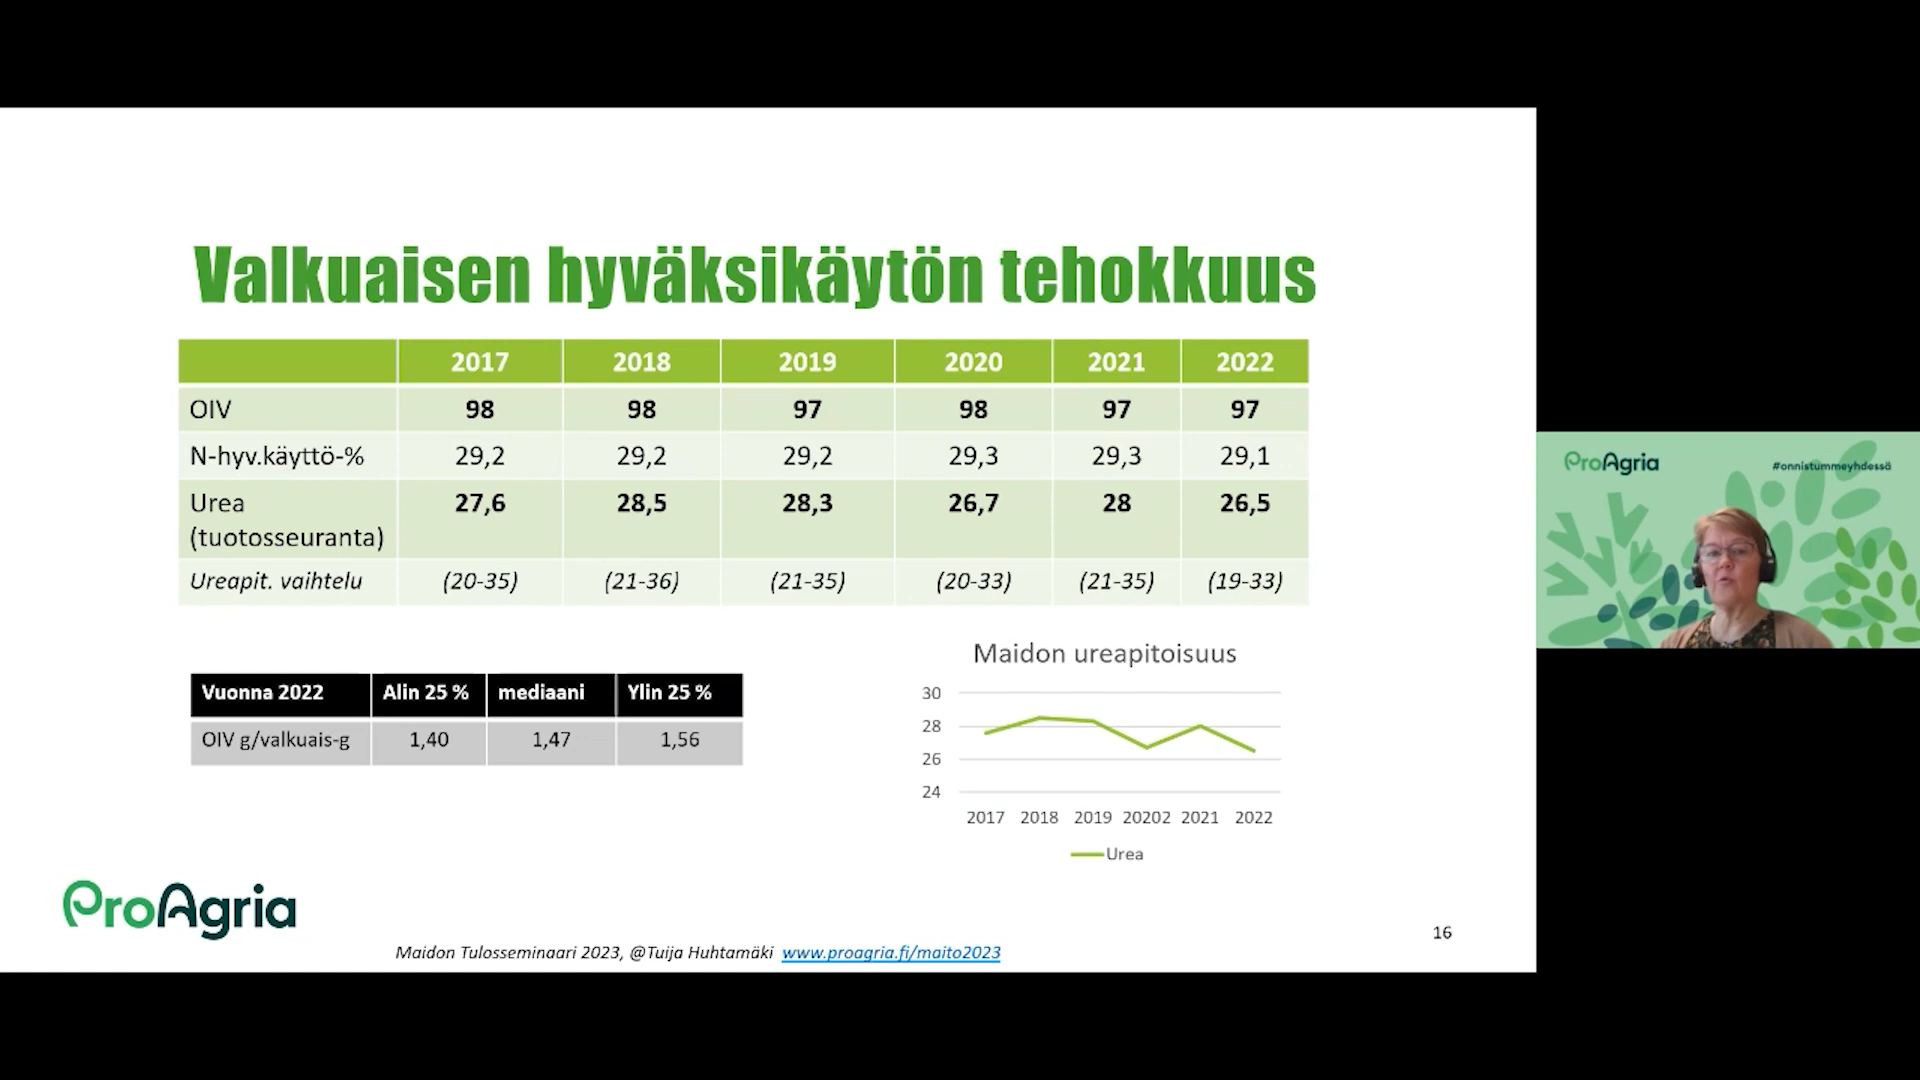 Valkuaisen hyväksikäytön tehokkuus
2017 2018 2019 2020 2021 2022
OIV 98 98 97 98 97 97
N-hyv.käyttö-% 29,2 29,2 29,2 29,3 29,3 29,1
Urea (tuotosseuranta) 27,6 28,5 28,3 26,7 28 26,5
Ureapit. vaihtelu (20-35) (21-36) (21-35) (20-33) (21-35) (19-33)
Vuonna 2022 Alin 25 % mediaani Ylin 25 %
OIV g/valkuais-g 1,40 1,47 1,56
Maidon ureapitoisuus
30
28
26
24
2017 2018 2019 20202 2021 2022
Urea
ProAgria
Maidon Tulosseminaari 2023, @Tuija Huhtamäki www.proagria.fi/maito2023
16
ProAgria #onnistummeyhdessä